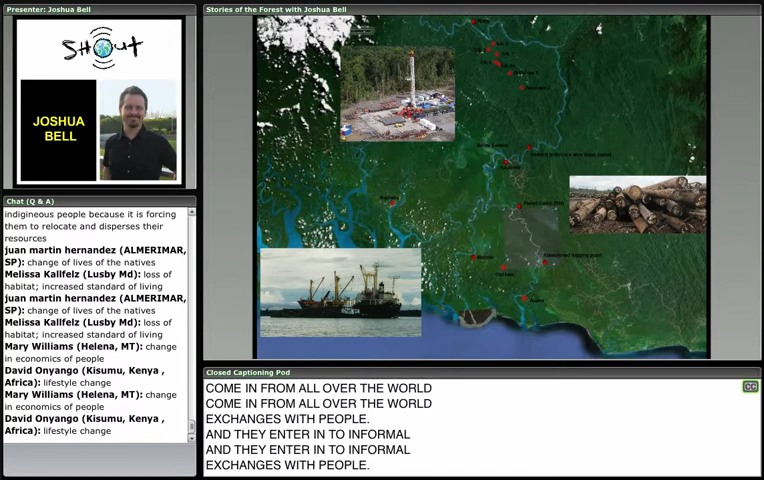 Presenter: Joshua Bell
SHOUT
JOSHUA
BELL
Chat (Q & A)
indigineous people because it is forcing
them to relocate and disperses their
resources
juan martin hernandez (ALMERIMAR,
SP): change of lives of the natives
Melissa Kallfelz (Lusby Md): loss of
habitat; increased standard of living
juan martin hernandez (ALMERIMAR,
SP): change of lives of the natives
Melissa Kallfelz (Lusby Md): loss of
habitat; increased standard of living
Mary Williams (Helena, MT): change
in economics of people
David Onyango (Kisumu, Kenya ,
Africa): lifestyle change
Mary Williams (Helena, MT): change
in economics of people
David Onyango (Kisumu, Kenya ,
Africa): lifestyle change
Stories of the Forest with Joshua Bell
Abandoned logging point
Closed Captioning Pod
CC
COME IN FROM ALL OVER THE WORLD
COME IN FROM ALL OVER THE WORLD
EXCHANGES WITH PEOPLE.
AND THEY ENTER IN TO INFORMAL
AND THEY ENTER IN TO INFORMAL
EXCHANGES WITH PEOPLE.